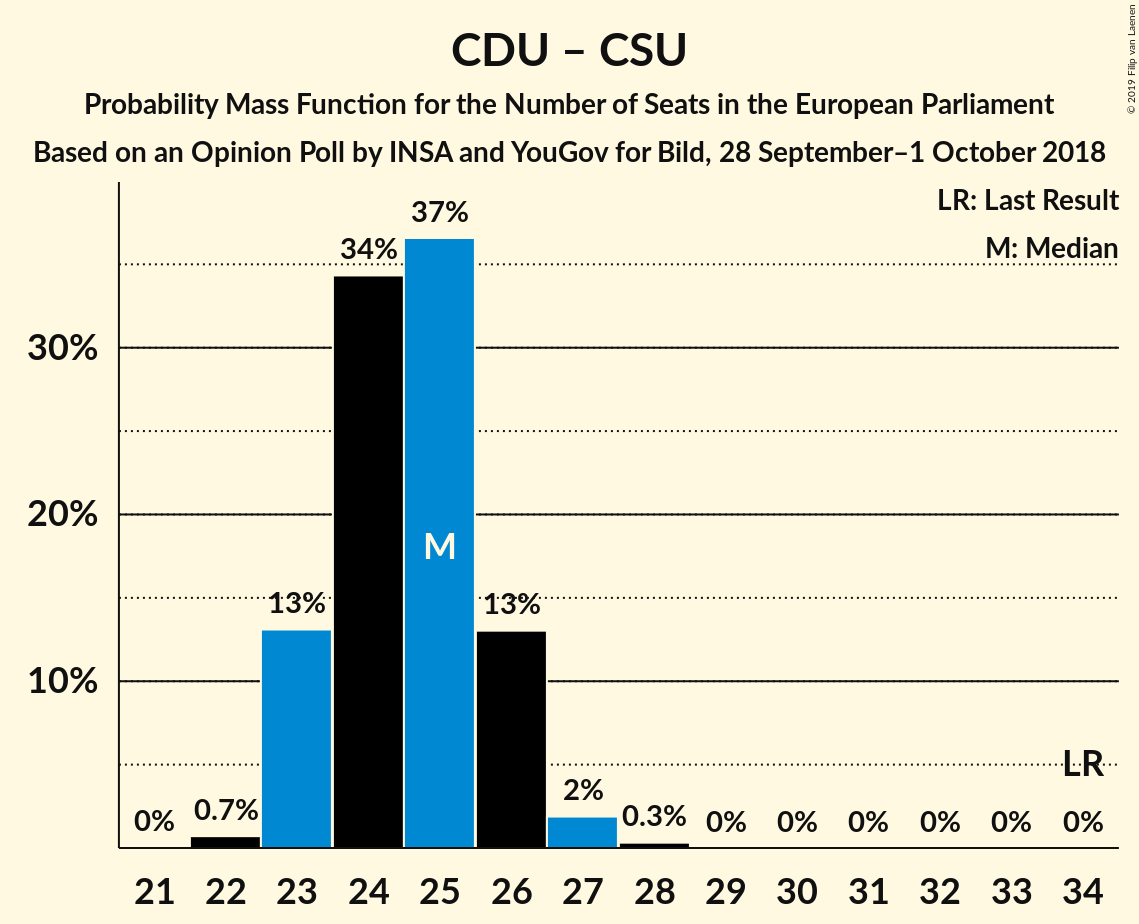 CDU – CSU
Probability Mass Function for the Number of Seats in the European Parliament
Based on an Opinion Poll by INSA and YouGov for Bild, 28 September–1 October 2018
© 2019 Filip van Laenen
LR: Last Result
M: Median
37%
34%
30%
20%
M
13%
13%
10%
LR
2%
0%
0.7%
0.3%
0%
0%
0%
0%
0%
0%
21 22 23 24 25 26 27 28 29 30 31 32 33 34